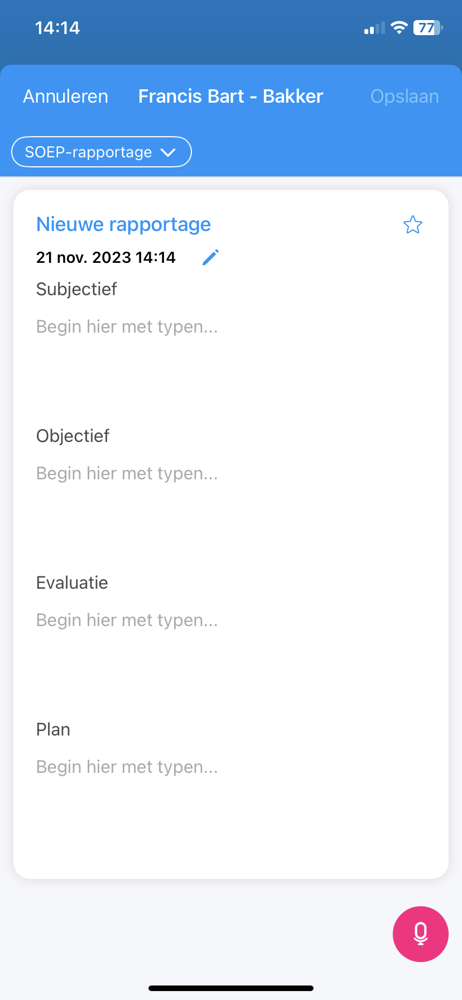 14:14
77
Annuleren Francis Bart - Bakker Opslaan
SOEP-rapportage
Nieuwe rapportage
21 nov. 2023 14:14
Subjectief
Begin hier met typen...
Objectief
Begin hier met typen...
Evaluatie
Begin hier met typen...
Plan
Begin hier met typen...